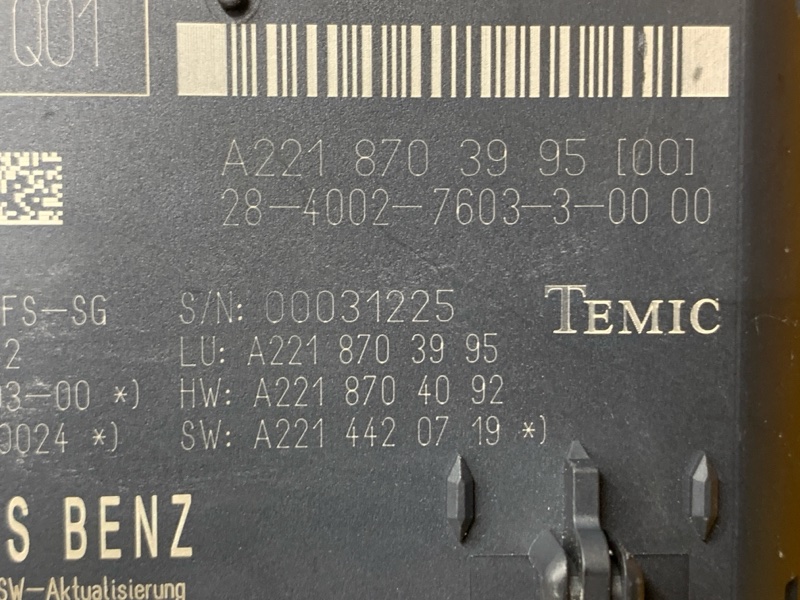 Q01
A221 870 39 95 [00]
28-4002-7603-3-00 00
FS-SG S/N: 00031225 TEMIC
2 LU: A221 870 39 95
03-00 *) HW: A221 870 40 92
0024 *) SW: A221 442 07 19 *)
S BENZ
SW-Aktualisierung